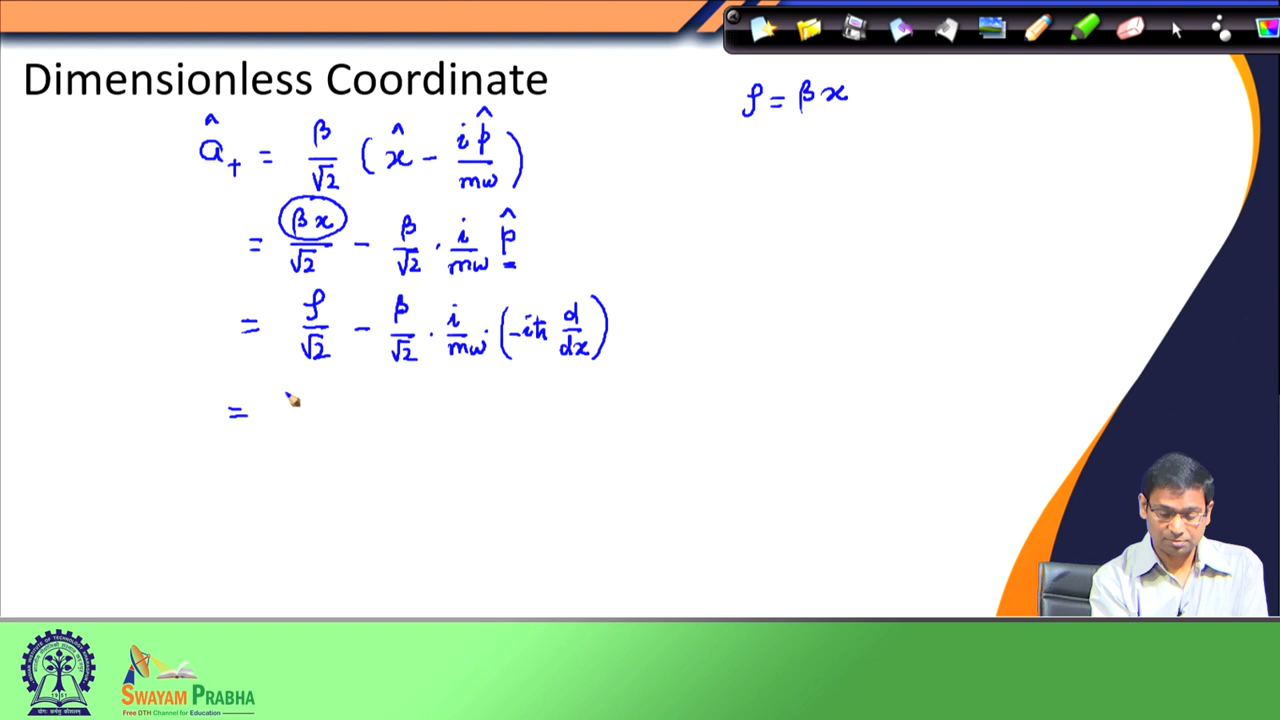 Dimensionless Coordinate
ρ = βx
â₊ = β/√2 ( x̂ − i p̂/mω )
= βx/√2 − β/√2 · i/mω p̂
= ρ/√2 − β/√2 · i/mω · (−iħ d/dx)
=
SWAYAM PRABHA
Free DTH Channel for Education